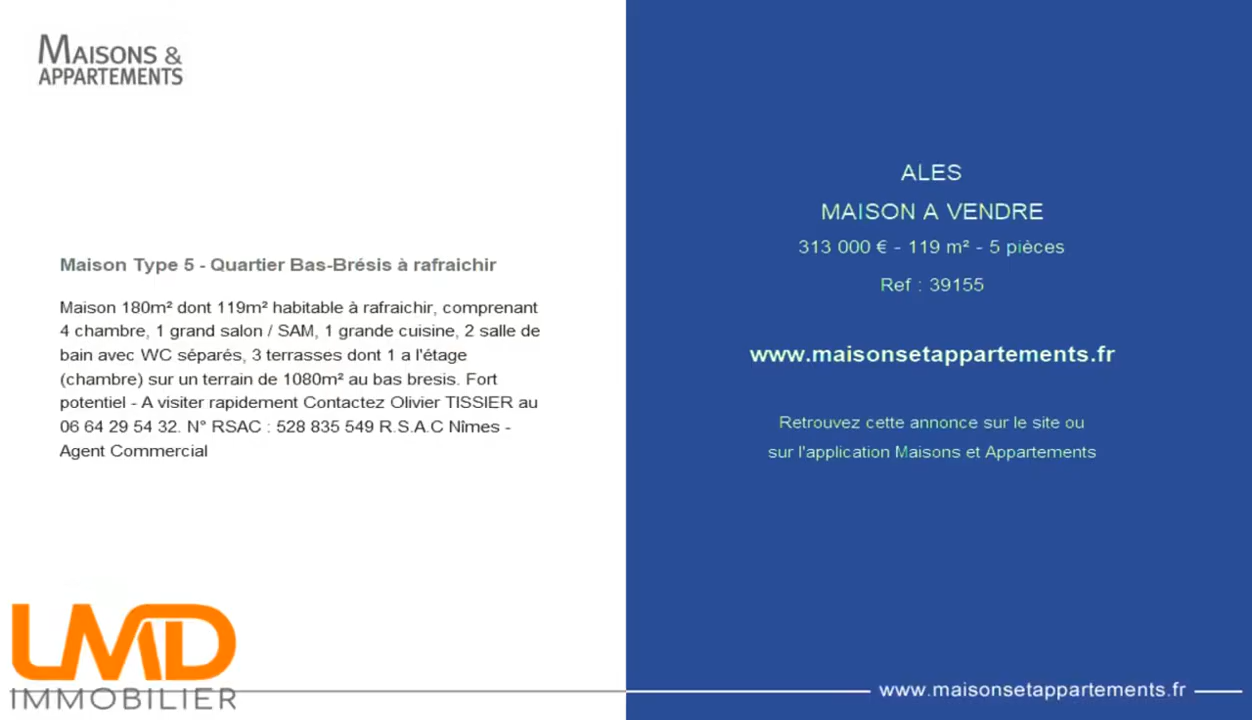 MAISONS &
APPARTEMENTS
Maison Type 5 - Quartier Bas-Brésis à rafraichir
Maison 180m² dont 119m² habitable à rafraichir, comprenant
4 chambre, 1 grand salon / SAM, 1 grande cuisine, 2 salle de
bain avec WC séparés, 3 terrasses dont 1 a l'étage
(chambre) sur un terrain de 1080m² au bas bresis. Fort
potentiel - A visiter rapidement Contactez Olivier TISSIER au
06 64 29 54 32. N° RSAC : 528 835 549 R.S.A.C Nîmes -
Agent Commercial
LMD
IMMOBILIER
ALES
MAISON A VENDRE
313 000 € - 119 m² - 5 pièces
Ref : 39155
www.maisonsetappartements.fr
Retrouvez cette annonce sur le site ou
sur l'application Maisons et Appartements
www.maisonsetappartements.fr